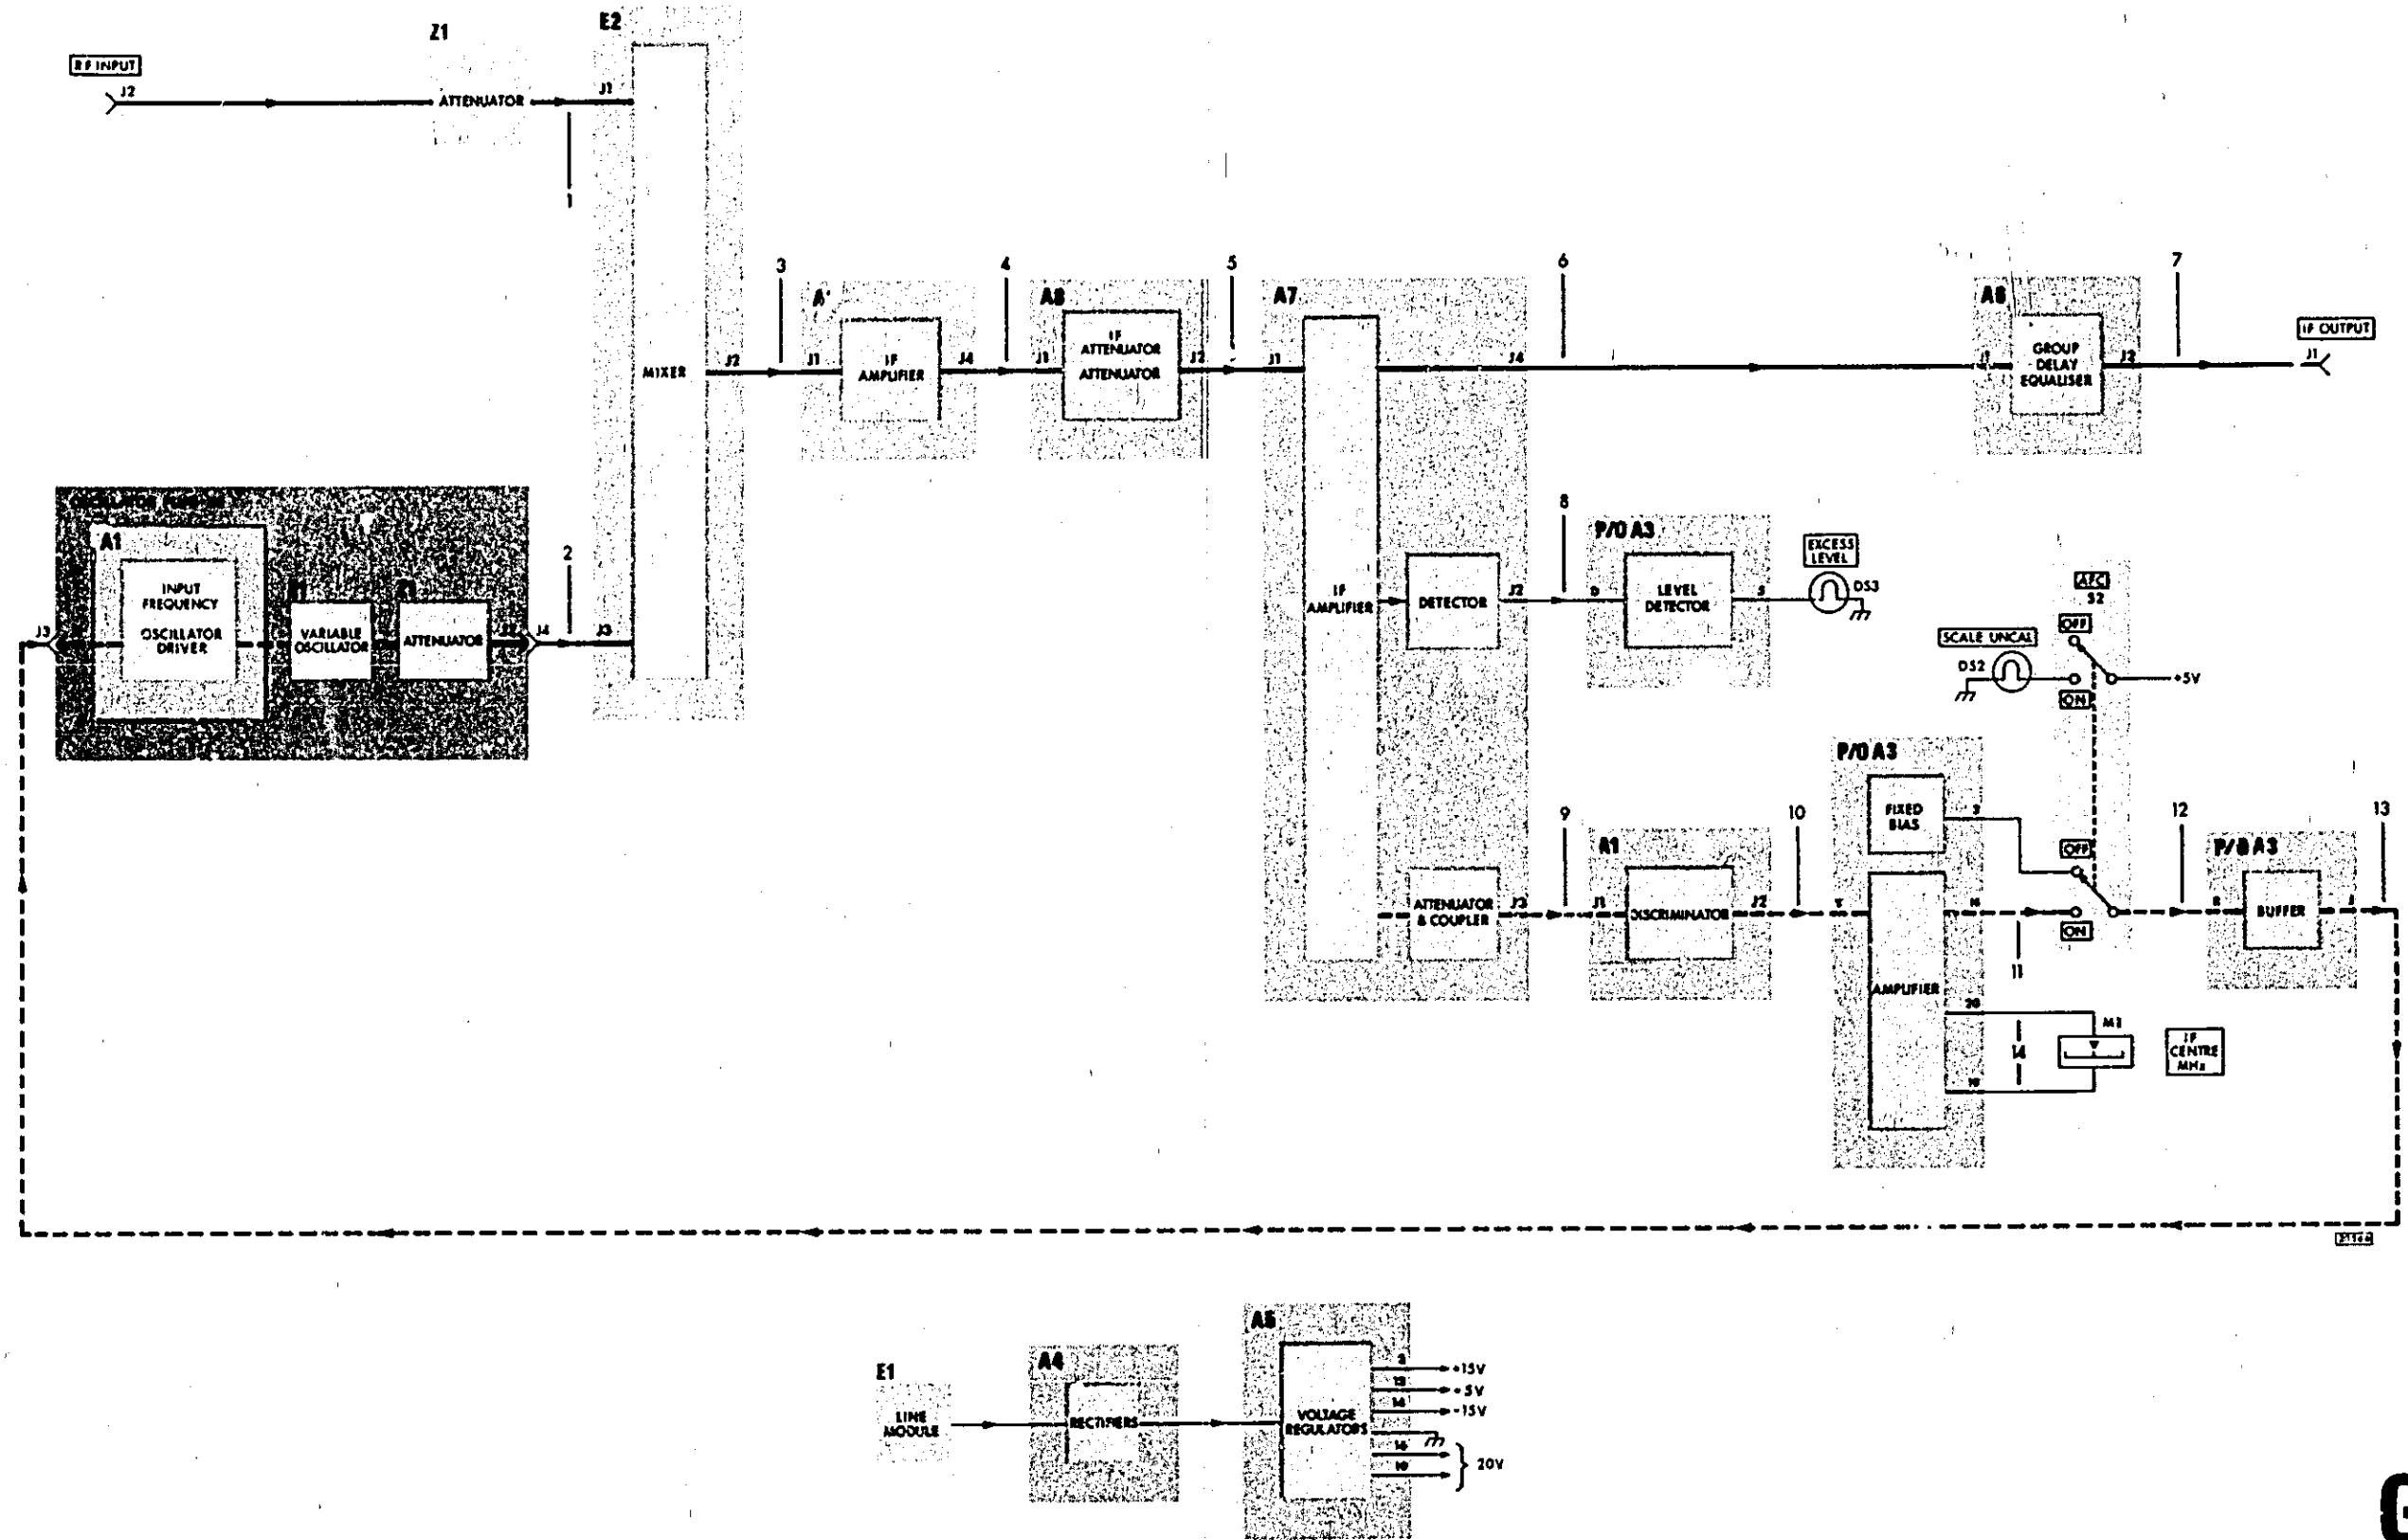 Z1
E2
RF INPUT
J2
ATTENUATOR
J1
1
3
4
5
6
7
A8
A7
MIXER
J2
J1
IF
AMPLIFIER
J4
J1
IF
ATTENUATOR
ATTENUATOR
J2
J1
J4
J1
GROUP
DELAY
EQUALISER
J2
IF OUTPUT
J1
A1
INPUT
FREQUENCY
OSCILLATOR
DRIVER
J3
VARIABLE
OSCILLATOR
ATTENUATOR
J4
2
J3
IF
AMPLIFIER
DETECTOR
J2
8
P/O A3
LEVEL
DETECTOR
EXCESS
LEVEL
DS3
AFC
S2
OFF
SCALE UNCAL
DS2
ON
+5V
P/O A3
FIXED
BIAS
9
10
12
13
ATTENUATOR
& COUPLER
J3
A1
J1
DISCRIMINATOR
J2
AMPLIFIER
OFF
ON
11
P/O A3
BUFFER
20
14
M1
IF
CENTRE
MHz
E1
LINE
MODULE
A4
RECTIFIERS
A5
VOLTAGE
REGULATORS
+15V
+5V
-15V
20V